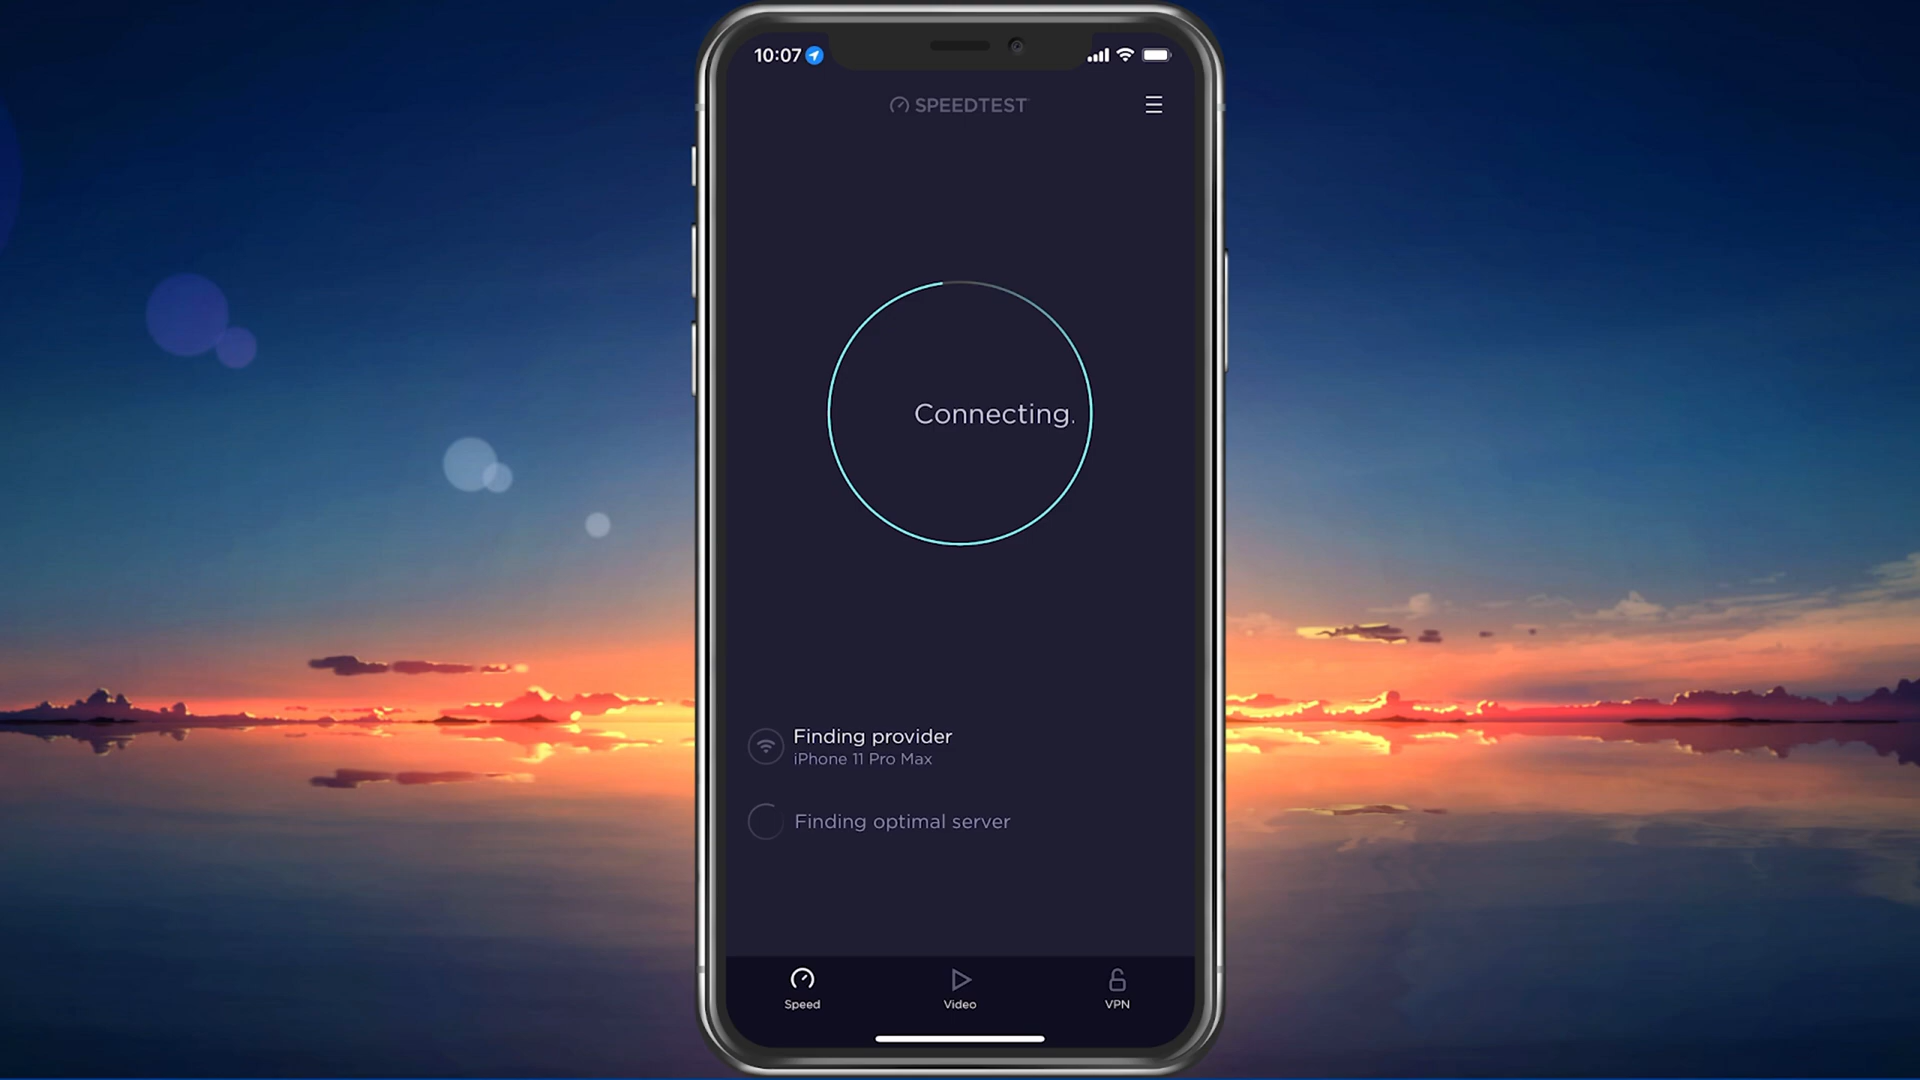 10:07
SPEEDTEST
Connecting.
Finding provider
iPhone 11 Pro Max
Finding optimal server
Speed
Video
VPN